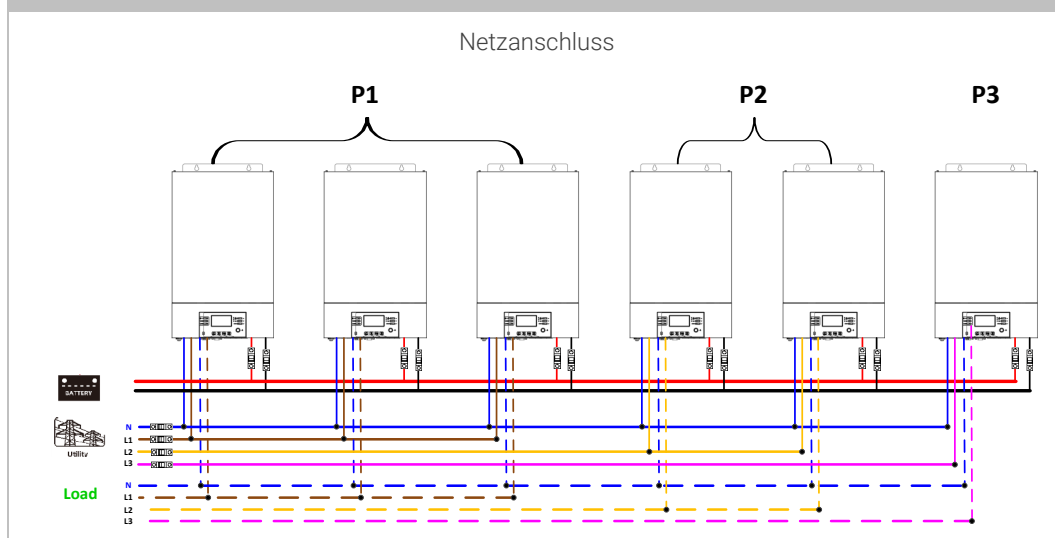 Netzanschluss
P1 P2 P3
BATTERY
N
Utility
L1
L2
L3
N
Load
L1
L2
L3